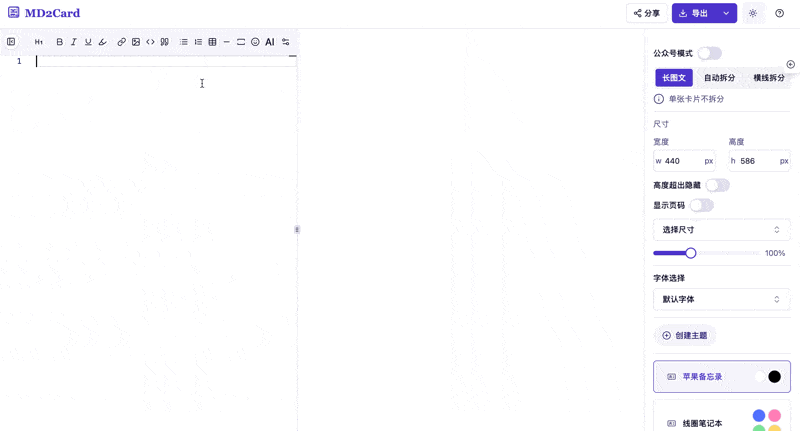 MD2Card
分享
导出
H1 B I U AI
1
公众号模式
长图文 自动拆分 横线拆分
单张卡片不拆分
尺寸
宽度 高度
w 440 px h 586 px
高度超出隐藏
显示页码
选择尺寸
100%
字体选择
默认字体
创建主题
苹果备忘录
线圈笔记本